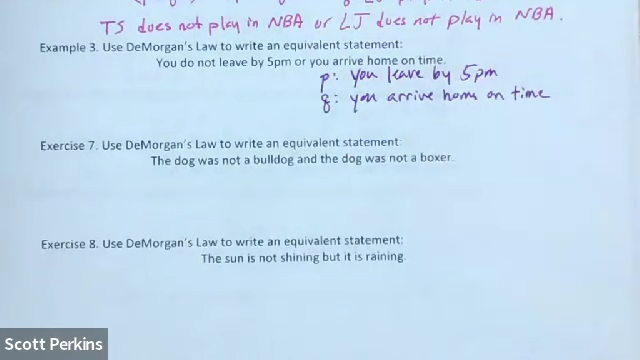 TS does not play in NBA or LJ does not play in NBA.
Example 3. Use DeMorgan's Law to write an equivalent statement:
You do not leave by 5pm or you arrive home on time.
p: you leave by 5pm
q: you arrive home on time
Exercise 7. Use DeMorgan's Law to write an equivalent statement:
The dog was not a bulldog and the dog was not a boxer.
Exercise 8. Use DeMorgan's Law to write an equivalent statement:
The sun is not shining but it is raining.
Scott Perkins